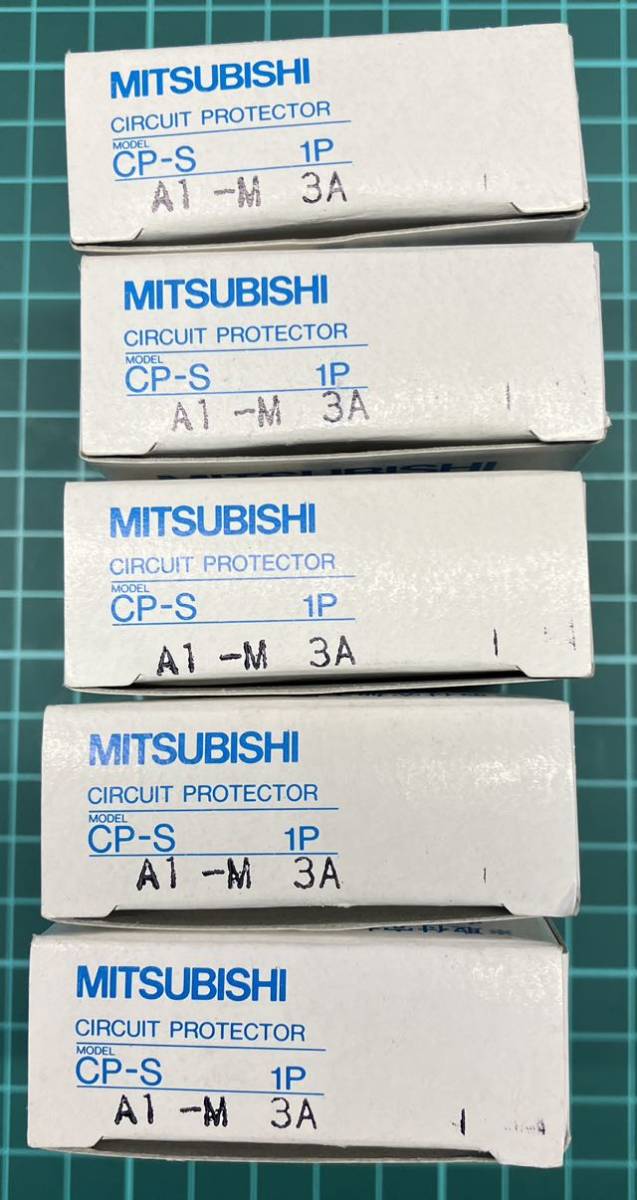 MITSUBISHI
CIRCUIT PROTECTOR
MODEL
CP-S 1P
A1 -M 3A
MITSUBISHI
CIRCUIT PROTECTOR
MODEL
CP-S 1P
A1 -M 3A
MITSUBISHI
MITSUBISHI
CIRCUIT PROTECTOR
MODEL
CP-S 1P
A1 -M 3A
MITSUBISHI
CIRCUIT PROTECTOR
MODEL
CP-S 1P
A1 -M 3A
MITSUBISHI
CIRCUIT PROTECTOR
MODEL
CP-S 1P
A1 -M 3A